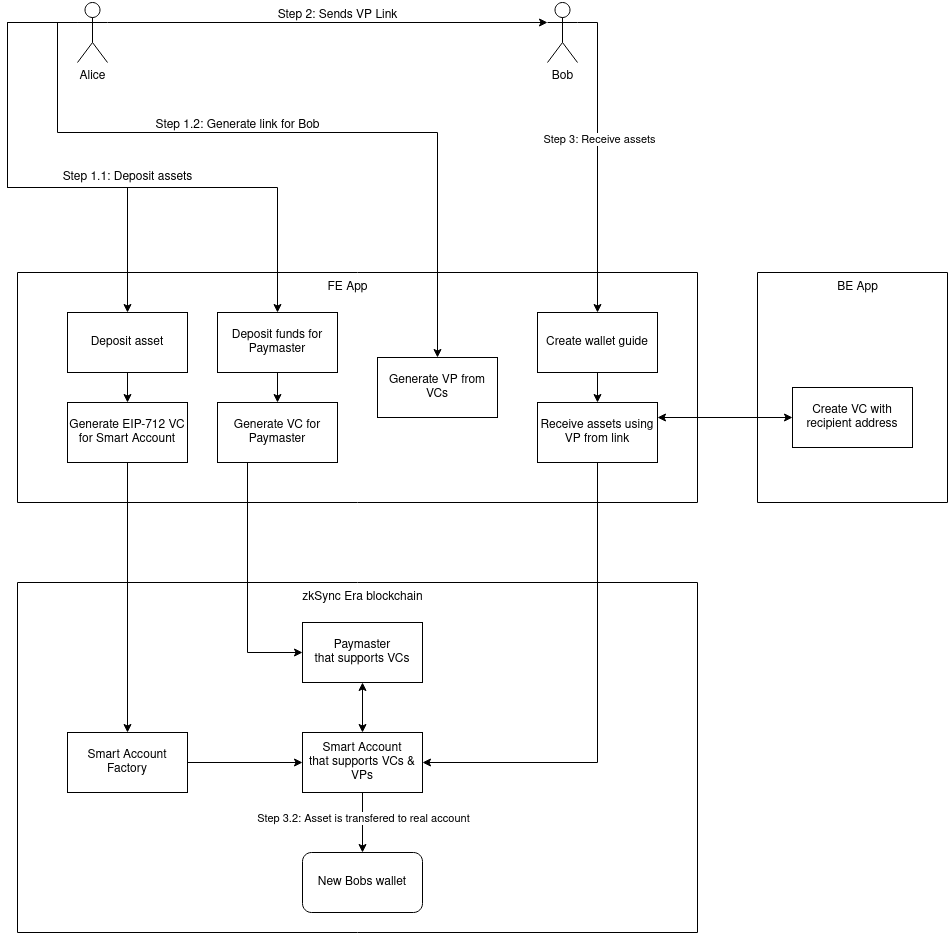 Step 2: Sends VP Link
Alice
Bob
Step 1.2: Generate link for Bob
Step 3: Receive assets
Step 1.1: Deposit assets
FE App
BE App
Deposit asset
Deposit funds for
Paymaster
Create wallet guide
Generate VP from
VCs
Generate EIP-712 VC
for Smart Account
Generate VC for
Paymaster
Receive assets using
VP from link
Create VC with
recipient address
zkSync Era blockchain
Paymaster
that supports VCs
Smart Account
Factory
Smart Account
that supports VCs &
VPs
Step 3.2: Asset is transfered to real account
New Bobs wallet